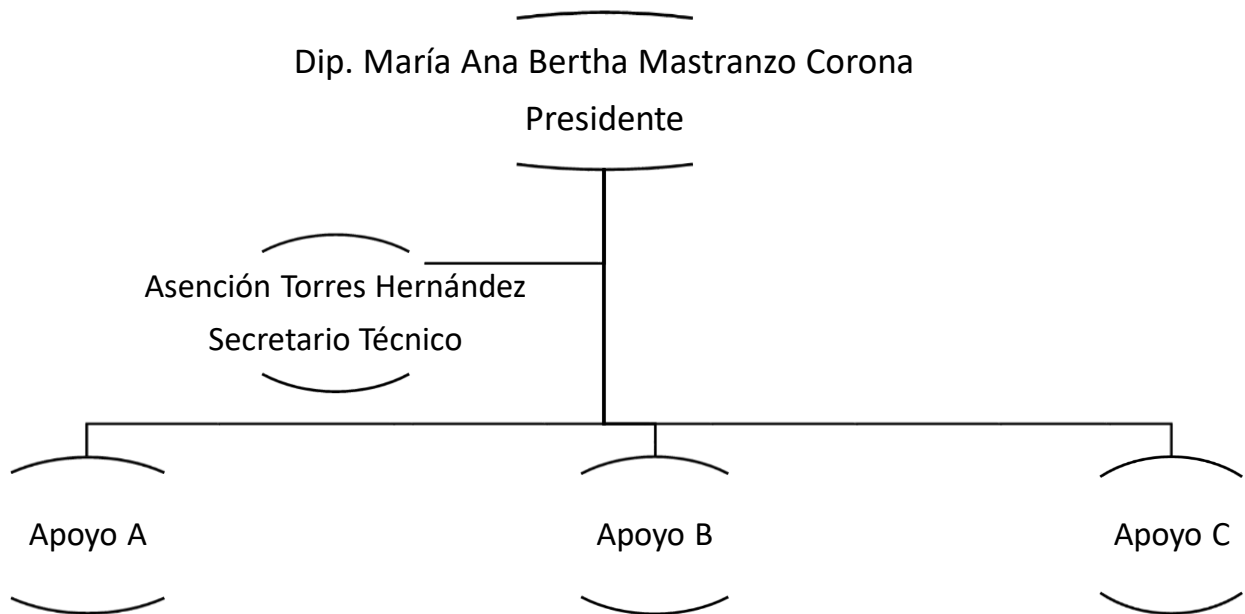 Dip. María Ana Bertha Mastranzo Corona
Presidente
Asención Torres Hernández
Secretario Técnico
Apoyo A
Apoyo B
Apoyo C